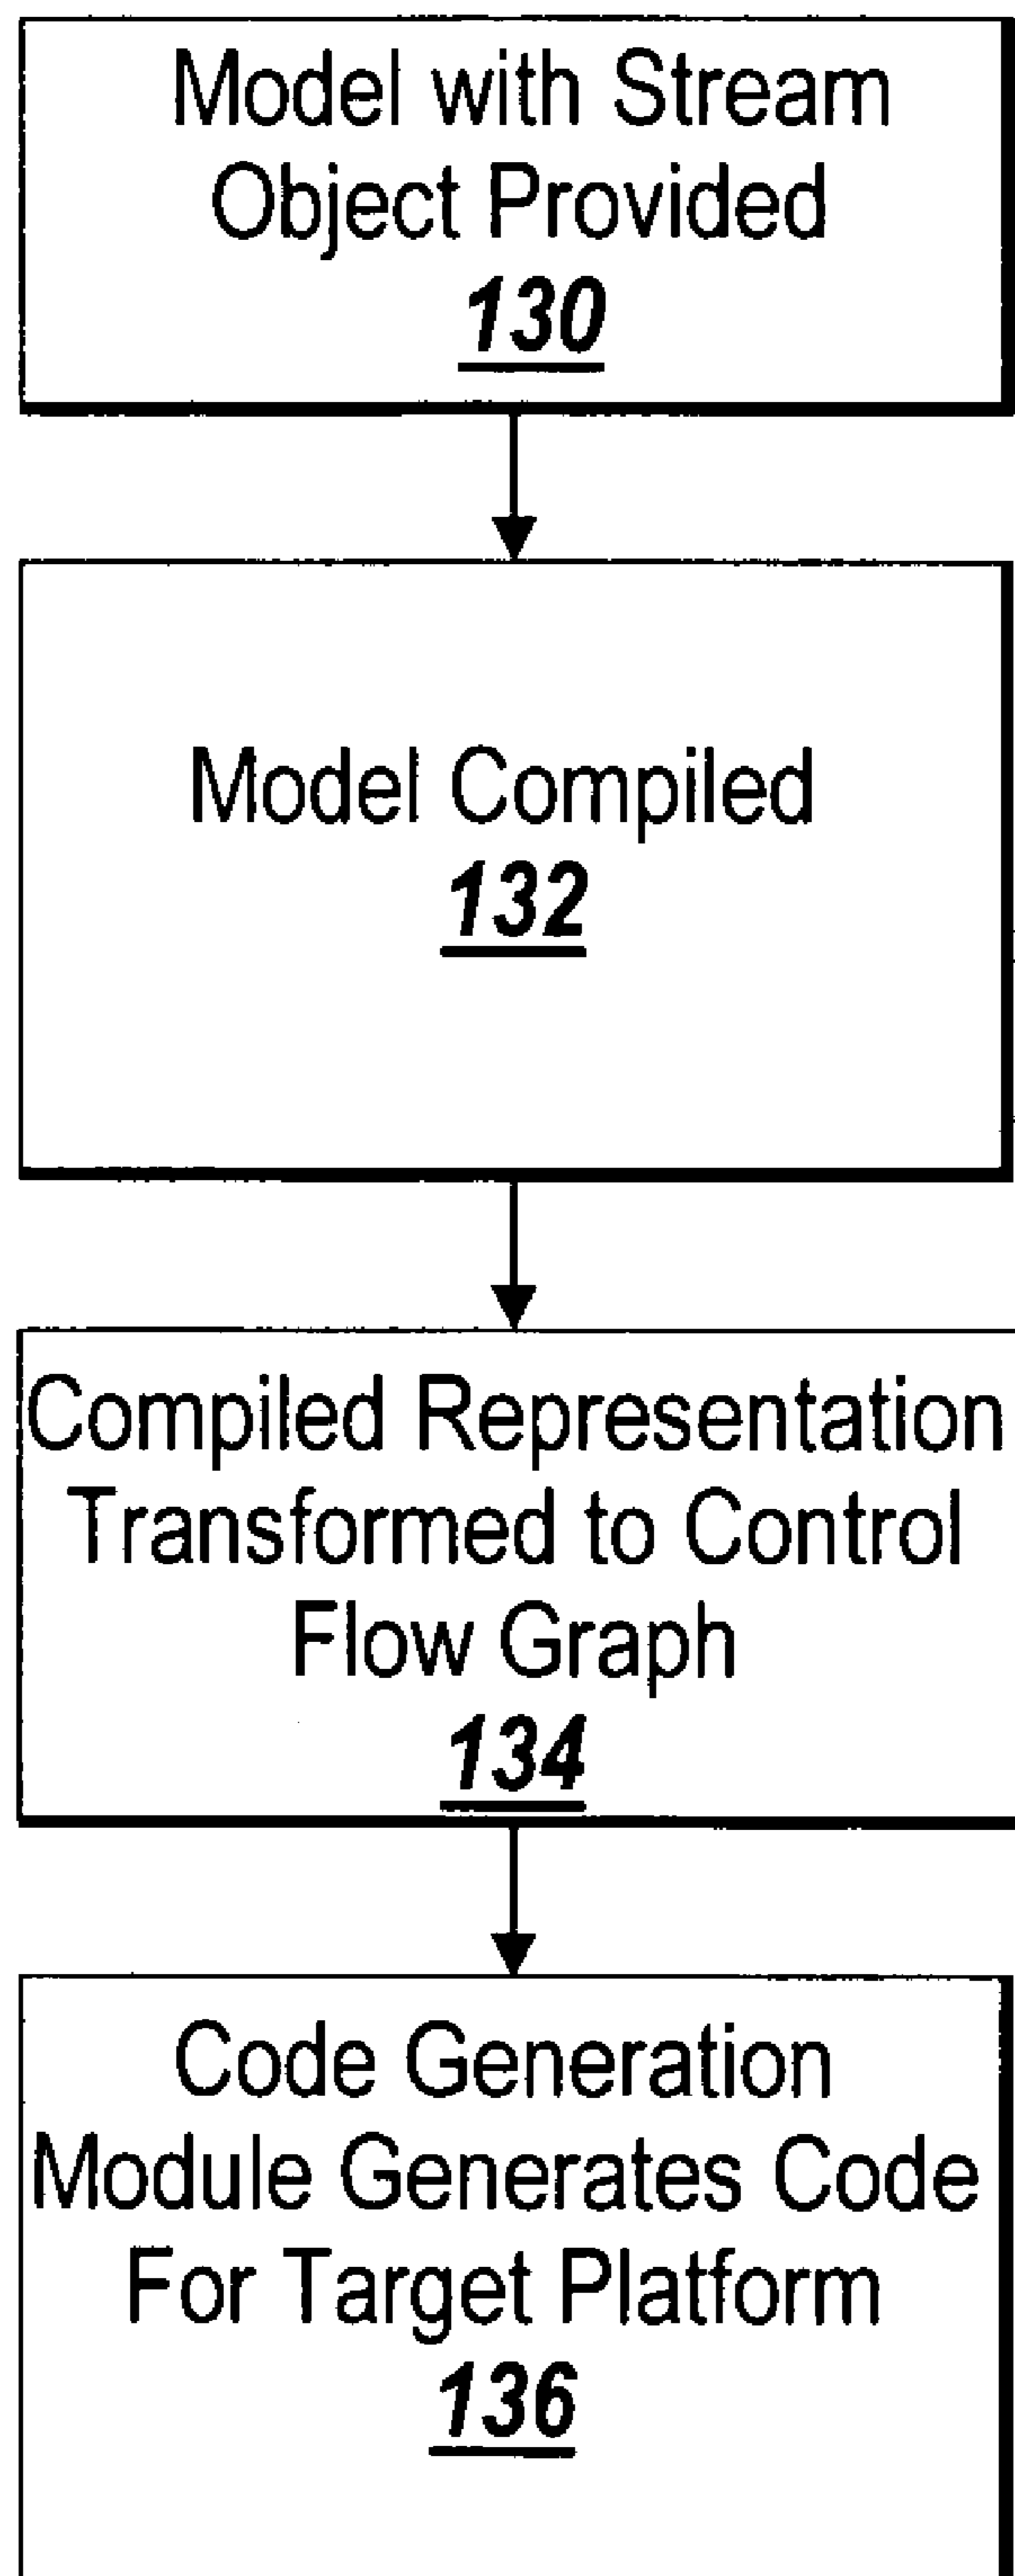 Model with Stream
Object Provided
130
Model Compiled
132
Compiled Representation
Transformed to Control
Flow Graph
134
Code Generation
Module Generates Code
For Target Platform
136